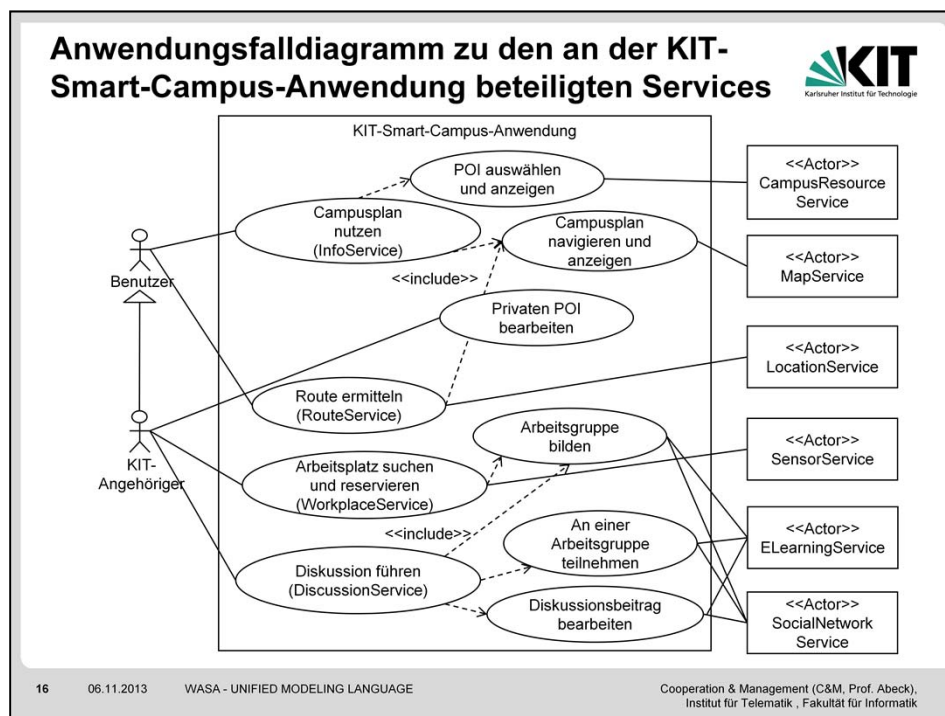 Anwendungsfalldiagramm zu den an der KIT-
Smart-Campus-Anwendung beteiligten Services
KIT
Karlsruher Institut für Technologie
KIT-Smart-Campus-Anwendung
POI auswählen
und anzeigen
<<Actor>>
CampusResource
Service
Campusplan
nutzen
(InfoService)
Campusplan
navigieren und
anzeigen
<<Actor>>
MapService
Benutzer
<<include>>
Privaten POI
bearbeiten
<<Actor>>
LocationService
Route ermitteln
(RouteService)
Arbeitsgruppe
bilden
<<Actor>>
SensorService
KIT-
Angehöriger
Arbeitsplatz suchen
und reservieren
(WorkplaceService)
<<include>>
An einer
Arbeitsgruppe
teilnehmen
<<Actor>>
ELearningService
Diskussion führen
(DiscussionService)
Diskussionsbeitrag
bearbeiten
<<Actor>>
SocialNetwork
Service
16 06.11.2013 WASA - UNIFIED MODELING LANGUAGE
Cooperation & Management (C&M, Prof. Abeck),
Institut für Telematik , Fakultät für Informatik